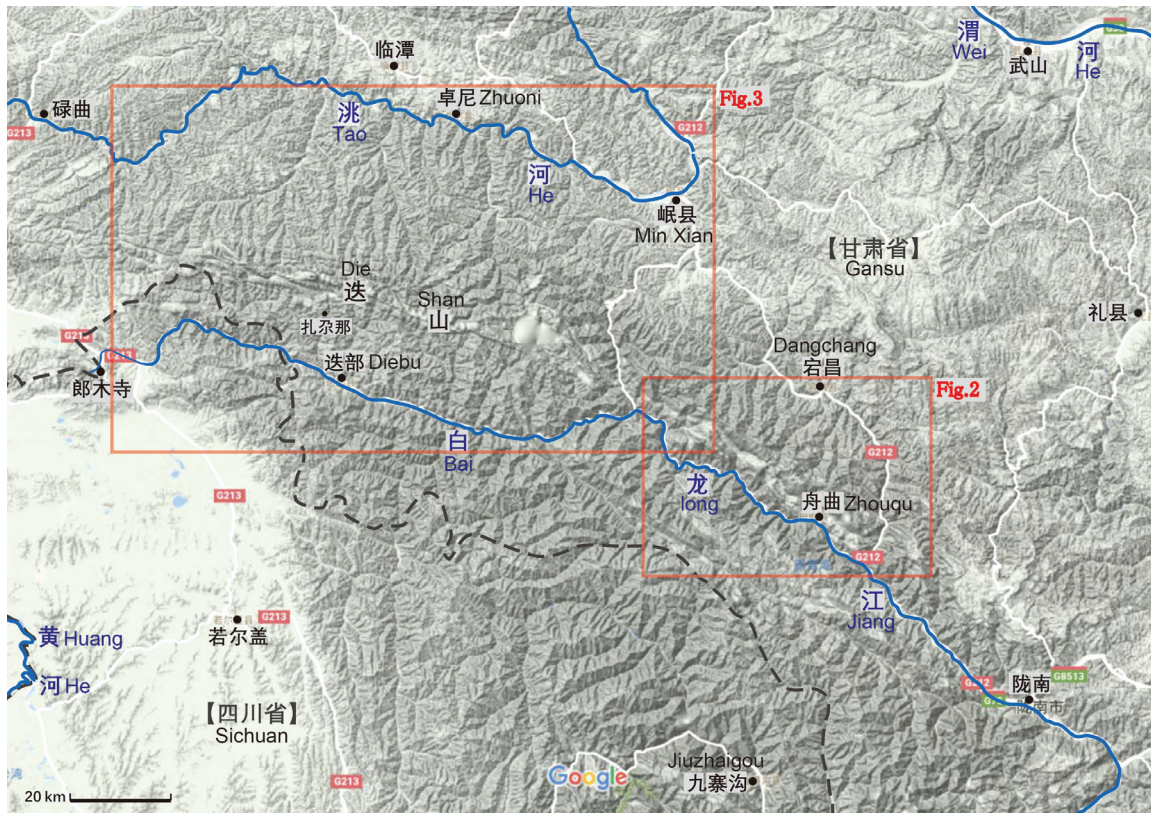 临潭
渭
Wei
武山
河
He
G213
碌曲
洮
Tao
卓尼 Zhuoni
Fig.3
G212
河
He
岷县
Min Xian
【甘肃省】
Gansu
Die
迭
Shan
山
扎尕那
礼县
郎木寺
迭部 Diebu
Dangchang
宕昌
Fig.2
白
Bai
G212
龙
long
舟曲 Zhouqu
G213
G212
江
Jiang
黄 Huang
G213
若尔盖
河 He
【四川省】
Sichuan
G8513
G212
陇南
陇南市
Jiuzhaigou
九寨沟
Google
G213
20 km